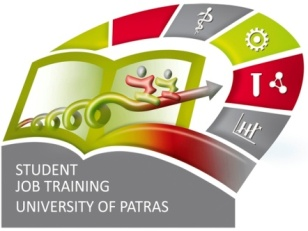 STUDENT
JOB TRAINING
UNIVERSITY OF PATRAS